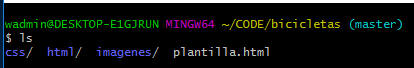 wadmin@DESKTOP-E1GJRUN MINGW64 ~/CODE/bicicletas (master)
$ ls
css/ html/ imagenes/ plantilla.html